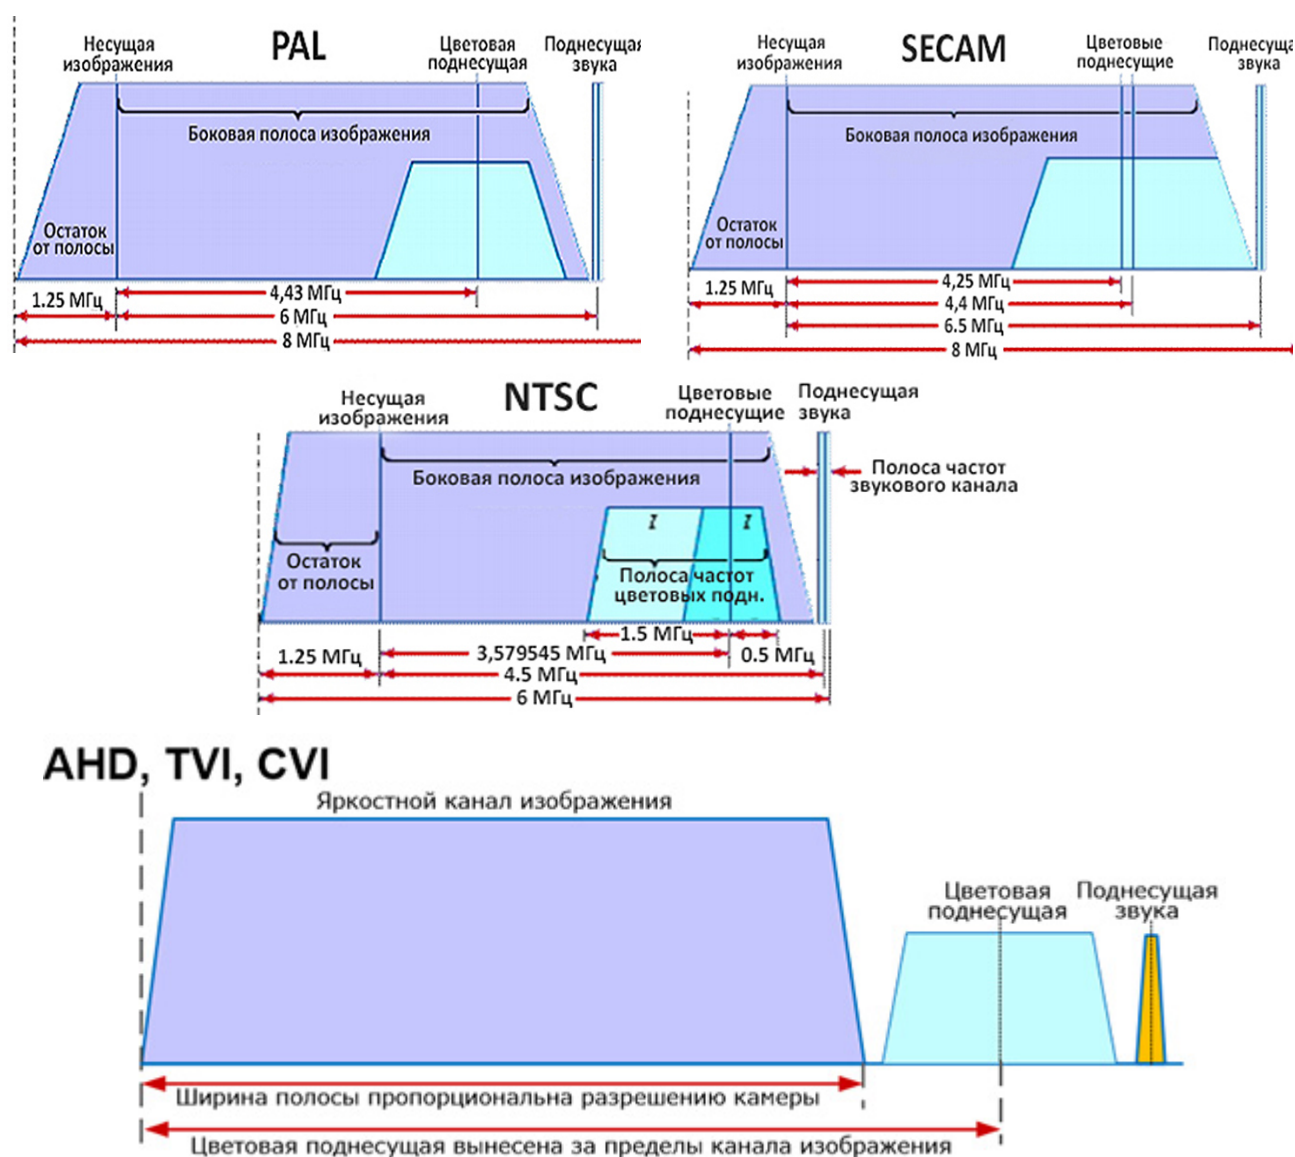 PAL
Несущая
изображения
Цветовая
поднесущая
Поднесущая
звука
Боковая полоса изображения
Остаток
от полосы
1.25 МГц
4,43 МГц
6 МГц
8 МГц
SECAM
Несущая
изображения
Цветовые
поднесущие
Поднесуща
звука
Боковая полоса изображения
Остаток
от полосы
1.25 МГц
4,25 МГц
4,4 МГц
6.5 МГц
8 МГц
NTSC
Несущая
изображения
Цветовые
поднесущие
Поднесущая
звука
Боковая полоса изображения
Полоса частот
звукового канала
I
I
Остаток
от полосы
Полоса частот
цветовых подн.
1.5 МГц
0.5 МГц
1.25 МГц
3,579545 МГц
4.5 МГц
6 МГц
AHD, TVI, CVI
Яркостной канал изображения
Цветовая
поднесущая
Поднесущая
звука
Ширина полосы пропорциональна разрешению камеры
Цветовая поднесущая вынесена за пределы канала изображения